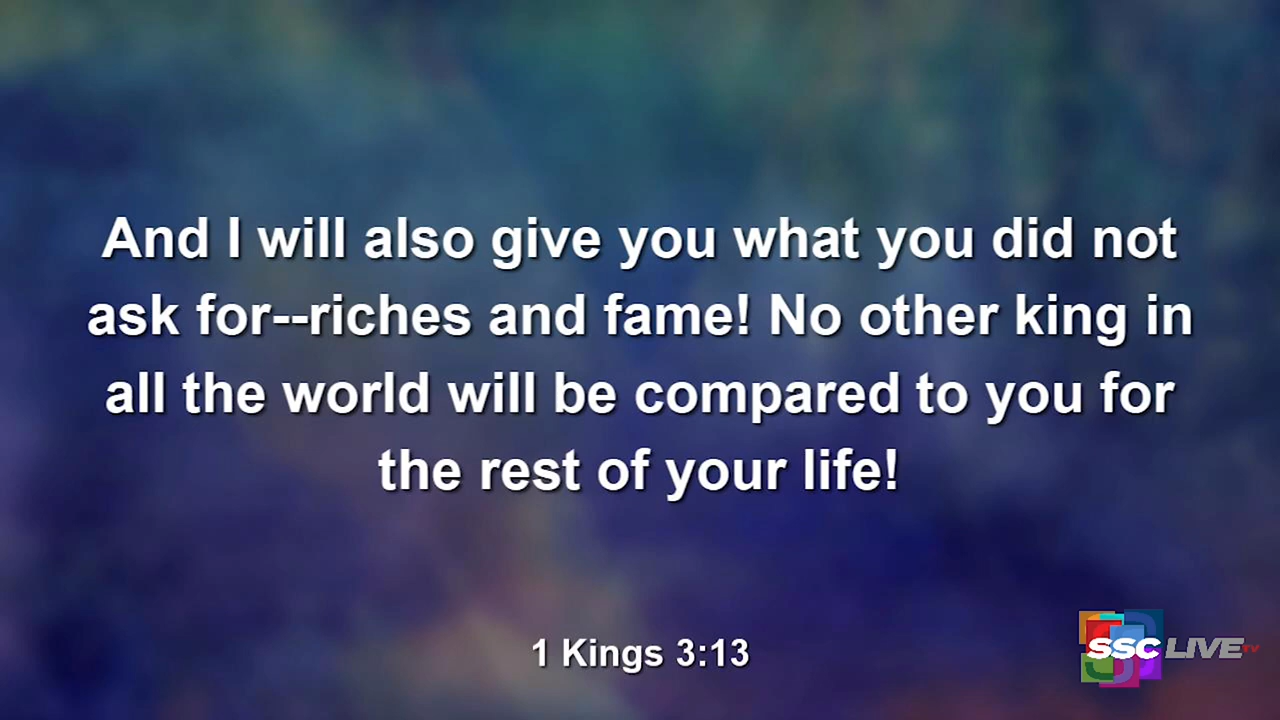 And I will also give you what you did not
ask for--riches and fame! No other king in
all the world will be compared to you for
the rest of your life!
1 Kings 3:13
SSC LIVE TV